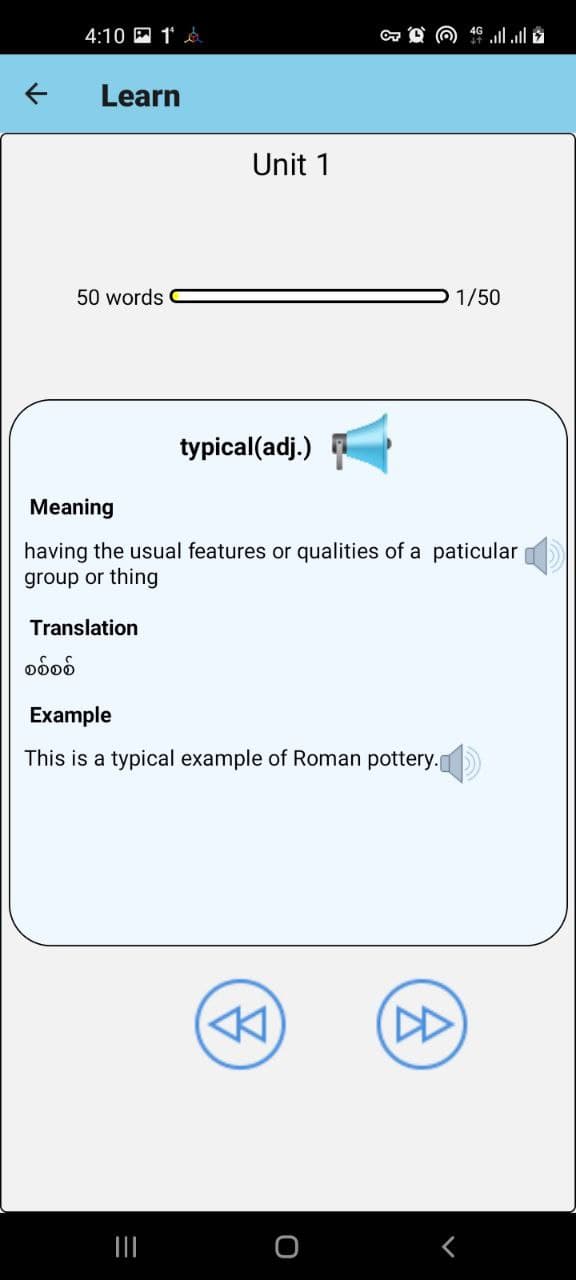 4:10
4G
Learn
Unit 1
50 words 1/50
typical(adj.)
Meaning
having the usual features or qualities of a  paticular
group or thing
Translation
စစ်စစ်
Example
This is a typical example of Roman pottery.